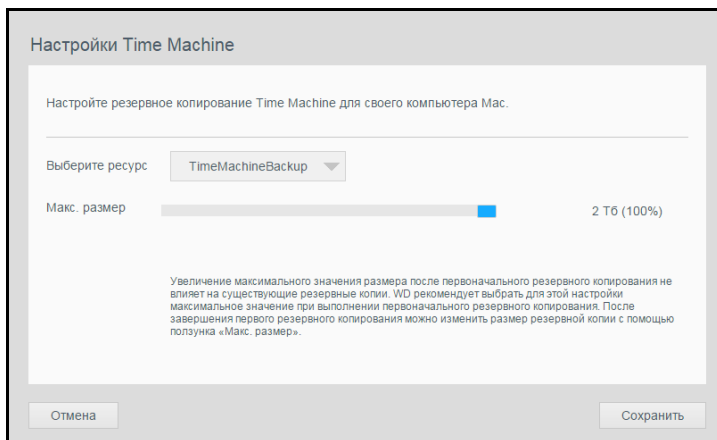 Настройки Time Machine
Настройте резервное копирование Time Machine для своего компьютера Mac.
Выберите ресурс TimeMachineBackup
Макс. размер 2 Тб (100%)
Увеличение максимального значения размера после первоначального резервного копирования не
влияет на существующие резервные копии. WD рекомендует выбрать для этой настройки
максимальное значение при выполнении первоначального резервного копирования. После
завершения первого резервного копирования можно изменить размер резервной копии с помощью
ползунка «Макс. размер».
Отмена Сохранить